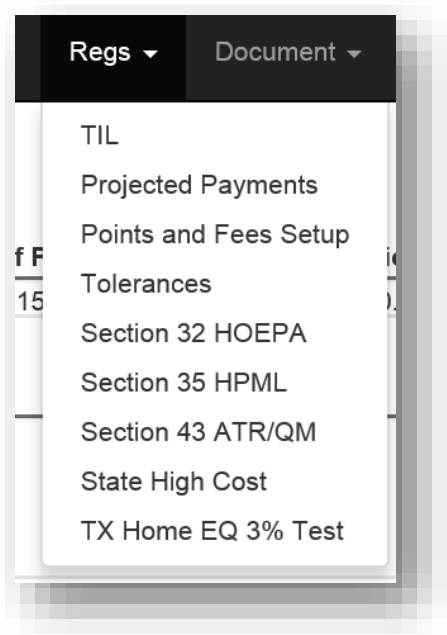 Regs Document
TIL
Projected Payments
Points and Fees Setup
Tolerances
Section 32 HOEPA
Section 35 HPML
Section 43 ATR/QM
State High Cost
TX Home EQ 3% Test
15